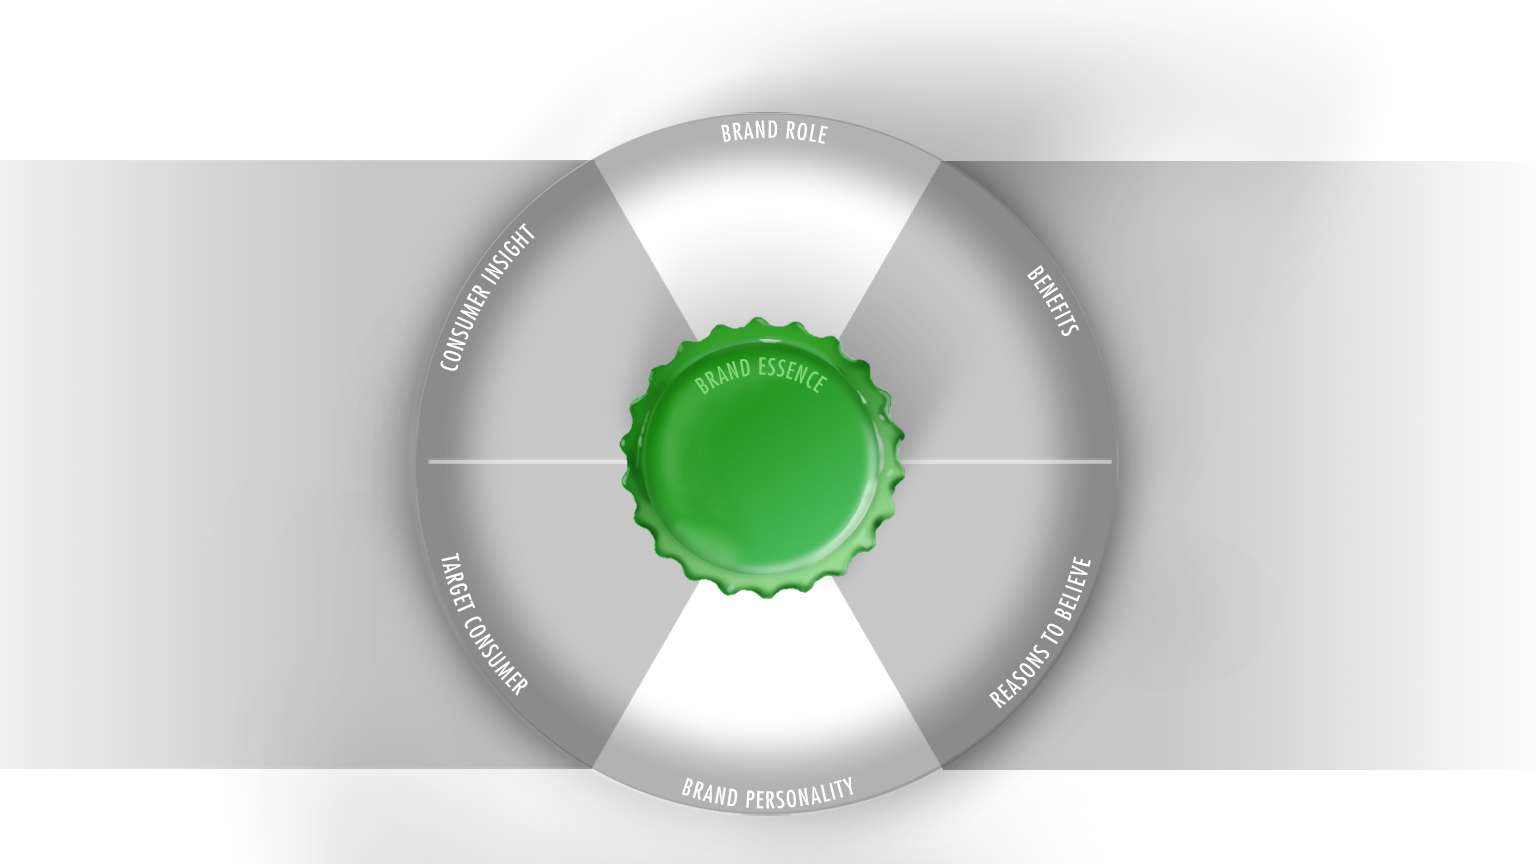 BRAND ROLE
CONSUMER INSIGHT
BENEFITS
BRAND ESSENCE
TARGET CONSUMER
REASONS TO BELIEVE
BRAND PERSONALITY